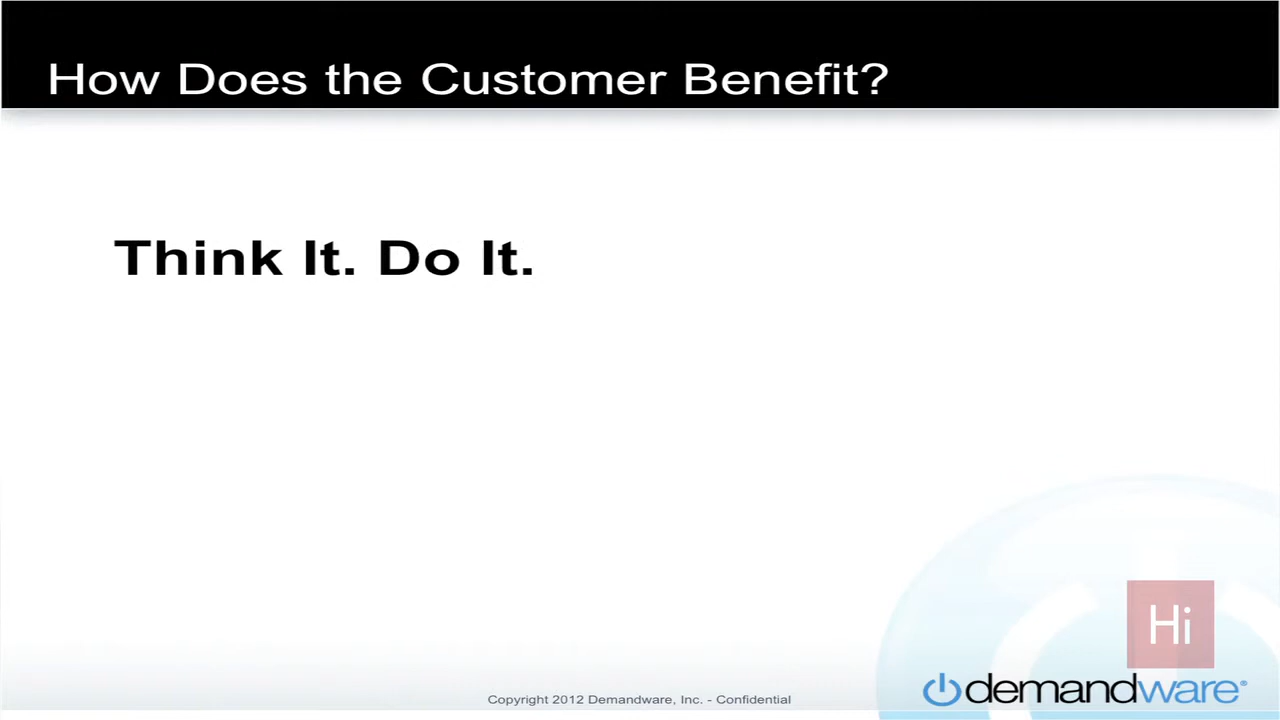 How Does the Customer Benefit?
Think It. Do It.
Hi
Copyright 2012 Demandware, Inc. - Confidential
demandware®